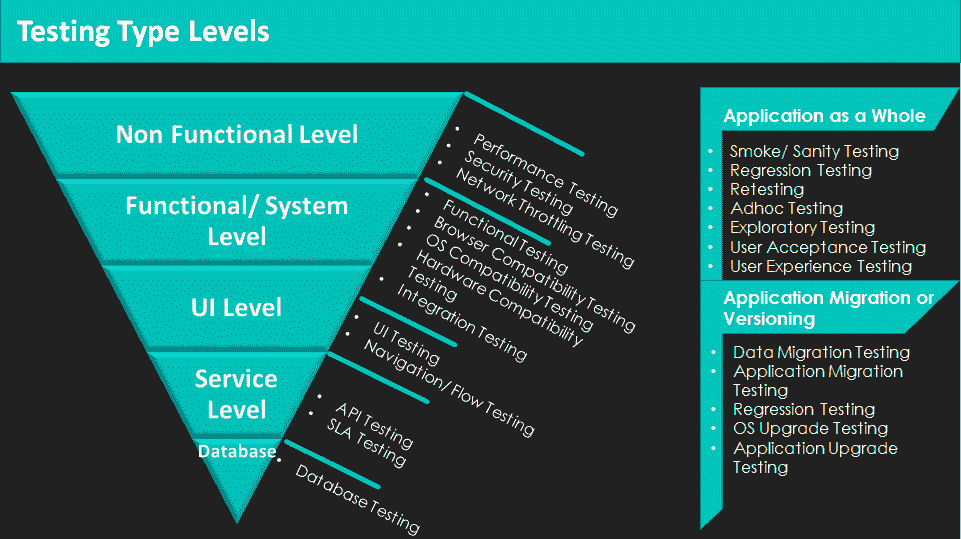 Testing Type Levels
Non Functional Level
Functional/ System
Level
UI Level
Service
Level
Database
• Performance Testing
• Security Testing
• Network Throttling Testing
• Functional Testing
• Browser Compatibility Testing
• OS Compatibility Testing
• Hardware Compatibility
Testing
• Integration Testing
• UI Testing
• Navigation/ Flow Testing
• API Testing
• SLA Testing
• Database Testing
Application as a Whole
• Smoke/ Sanity Testing
• Regression Testing
• Retesting
• Adhoc Testing
• Exploratory Testing
• User Acceptance Testing
• User Experience Testing
Application Migration or
Versioning
• Data Migration Testing
• Application Migration
Testing
• Regression Testing
• OS Upgrade Testing
• Application Upgrade
Testing